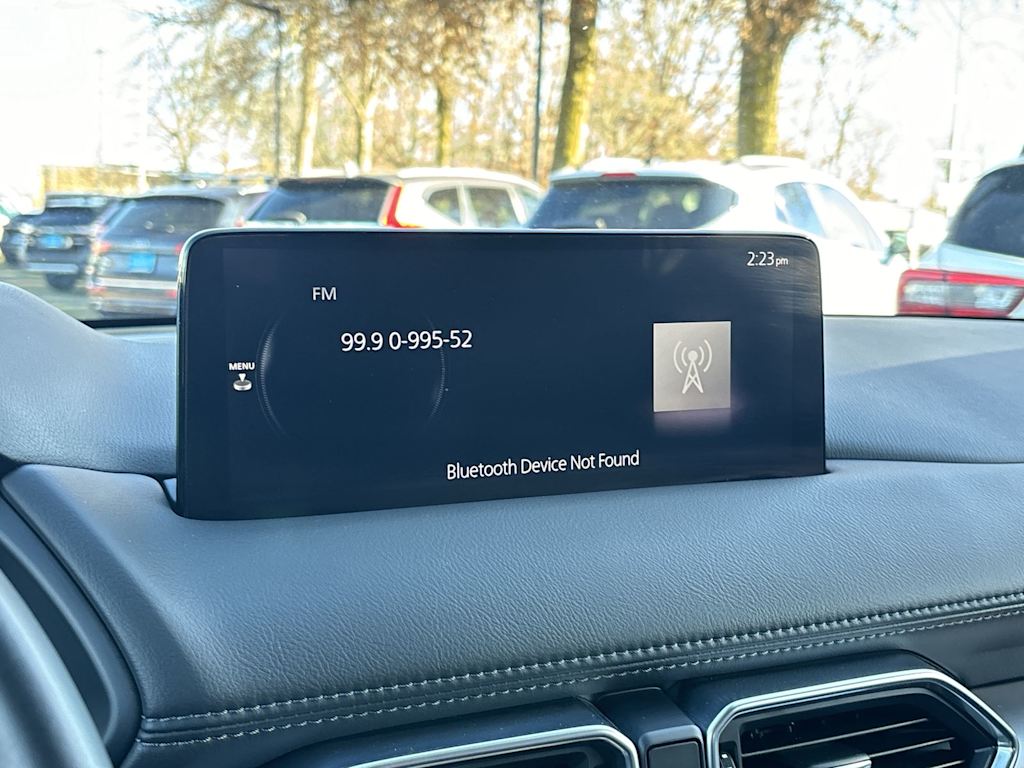 2:23pm
FM
99.9 0-995-52
MENU
Bluetooth Device Not Found